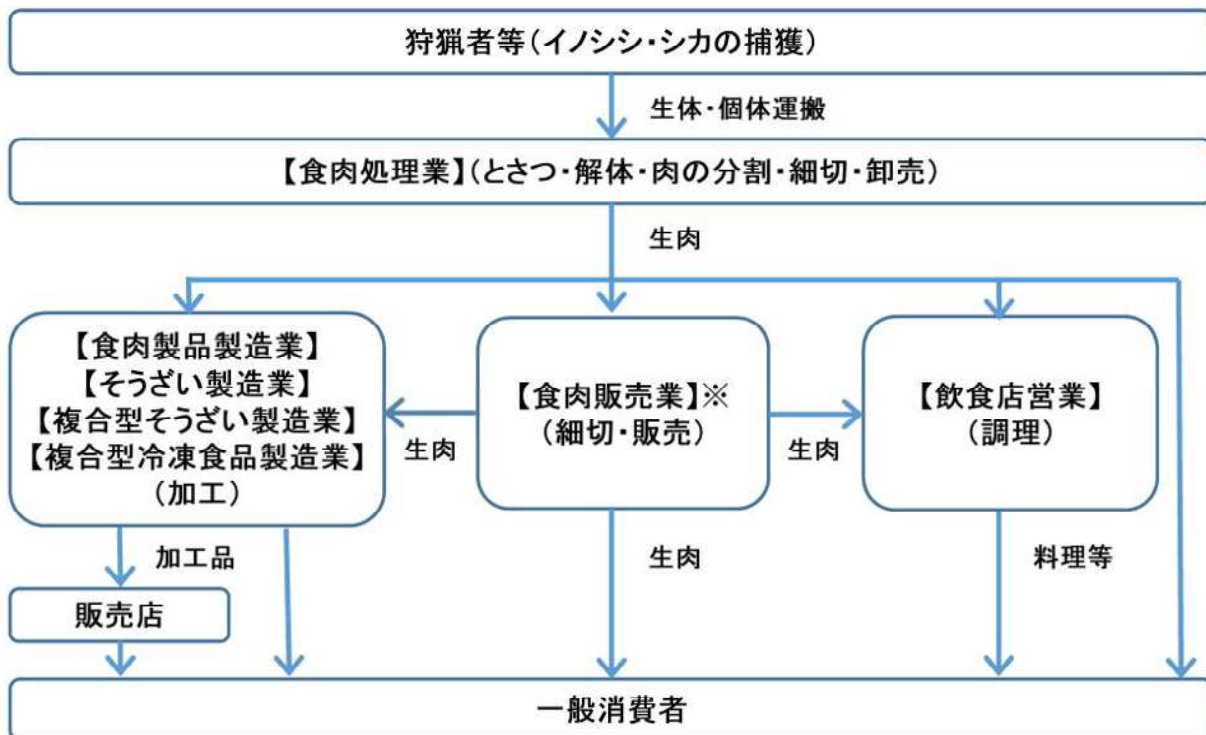 狩猟者等(イノシシ・シカの捕獲)
生体・個体運搬
【食肉処理業】(とさつ・解体・肉の分割・細切・卸売)
生肉
【食肉製品製造業】
【そうざい製造業】
【複合型そうざい製造業】
【複合型冷凍食品製造業】
(加工)
生肉
【食肉販売業】※
(細切・販売)
生肉
【飲食店営業】
(調理)
加工品
生肉
料理等
販売店
一般消費者